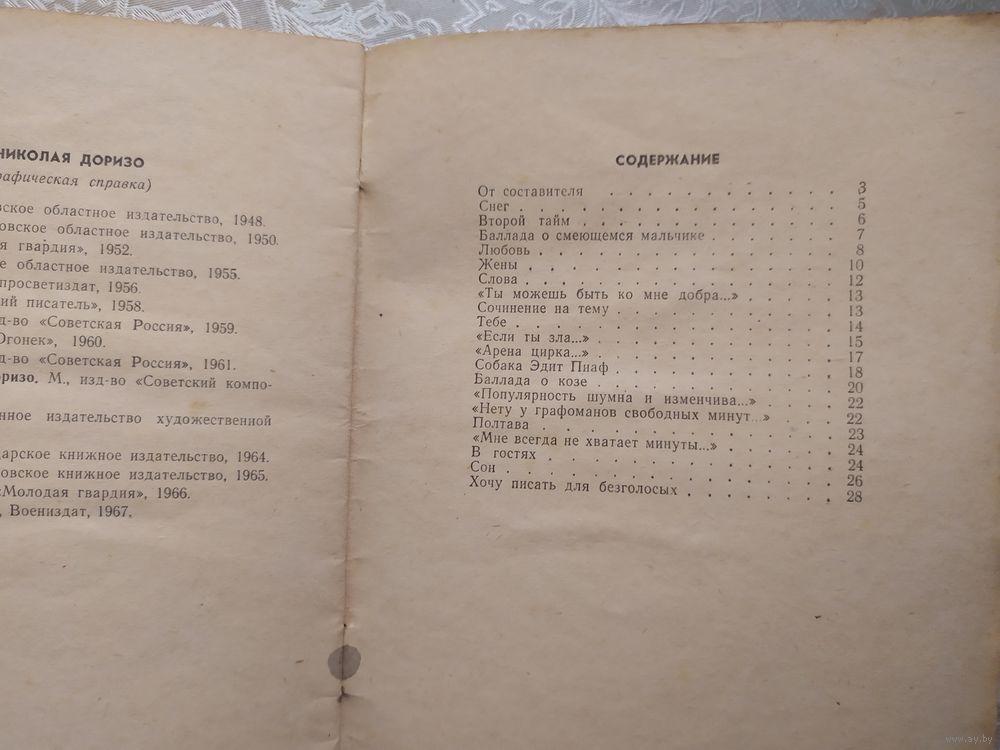 НИКОЛАЯ ДОРИЗО
справка)
областное издательство, 1948.
областное издательство, 1950.
гвардия», 1952.
областное издательство, 1955.
1956.
писатель», 1958.
«Советская Россия», 1959.
1960.
«Советская Россия», 1961.
М., изд-во «Советский компо-
издательство художественной
книжное издательство, 1964.
книжное издательство, 1965.
«Молодая гвардия», 1966.
, Воениздат, 1967.
СОДЕРЖАНИЕ
От составителя . . . . . . . . . . . . 3
Снег . . . . . . . . . . . . . . . . . 5
Второй тайм . . . . . . . . . . . . . 6
Баллада о смеющемся мальчике . . . . . . 7
Любовь . . . . . . . . . . . . . . . . 8
Жены . . . . . . . . . . . . . . . . . 10
Слова . . . . . . . . . . . . . . . . . 12
«Ты можешь быть ко мне добра...» . . . . . 13
Сочинение на тему . . . . . . . . . . . 13
Тебе . . . . . . . . . . . . . . . . . 14
«Если ты зла...» . . . . . . . . . . . . 15
«Арена цирка...» . . . . . . . . . . . . 17
Собака Эдит Пиаф . . . . . . . . . . . 18
Баллада о козе . . . . . . . . . . . . 20
«Популярность шумна и изменчива...» . . . . 22
«Нету у графоманов свободных минут...» . . . 22
Полтава . . . . . . . . . . . . . . . . 23
«Мне всегда не хватает минуты...» . . . . . 24
В гостях . . . . . . . . . . . . . . . 24
Сон . . . . . . . . . . . . . . . . . . 26
Хочу писать для безголосых . . . . . . . . 28
www.ay.by